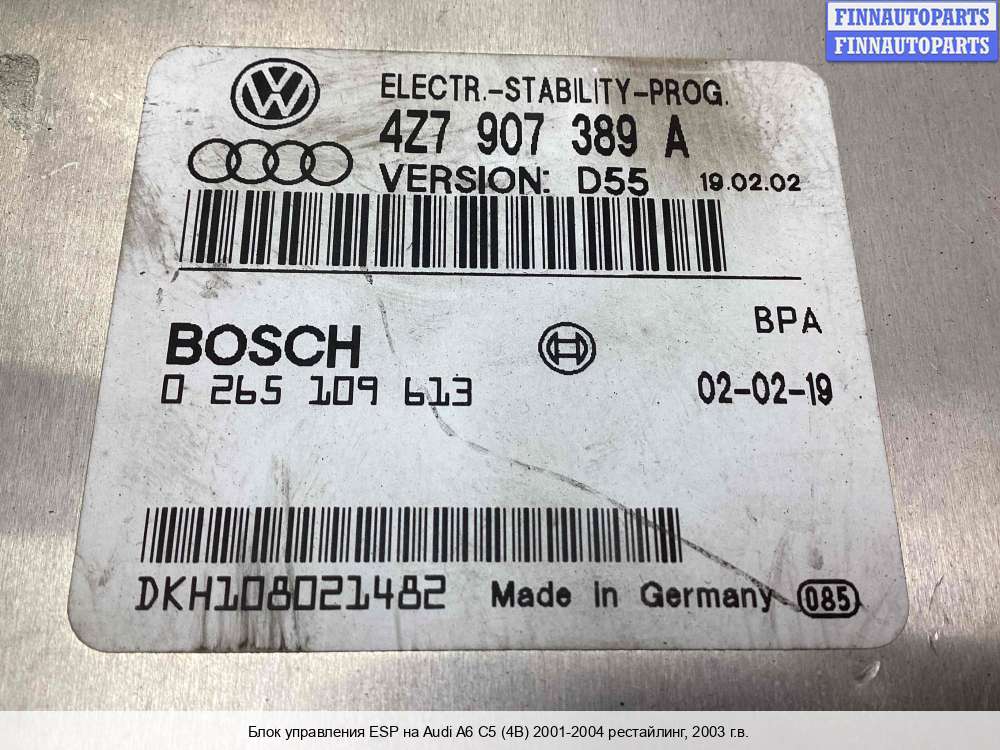 FINNAUTOPARTS
FINNAUTOPARTS
ELECTR.-STABILITY-PROG.
4Z7 907 389 A
VERSION: D55 19.02.02
BPA
BOSCH
0 265 109 613 02-02-19
DKH108021482 Made in Germany 085
Блок управления ESP на Audi A6 C5 (4B) 2001-2004 рестайлинг, 2003 г.в.